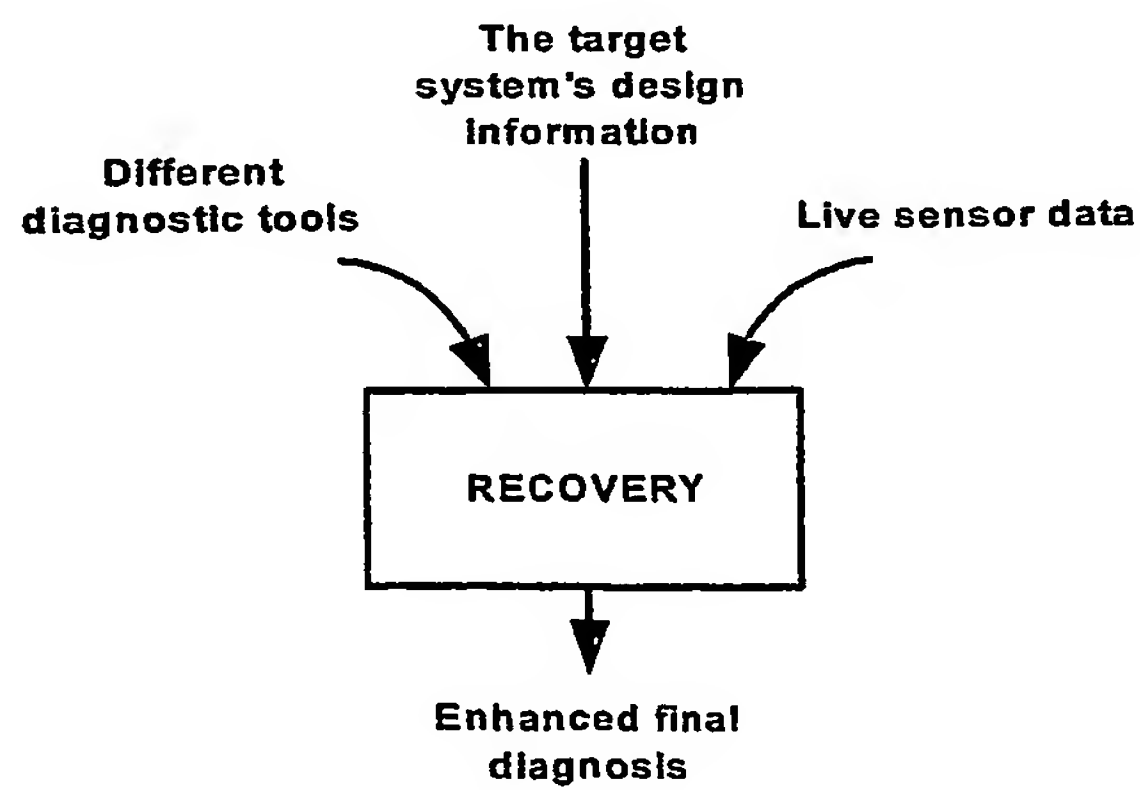 The target
system's design
information
Different
diagnostic tools
Live sensor data
RECOVERY
Enhanced final
diagnosis